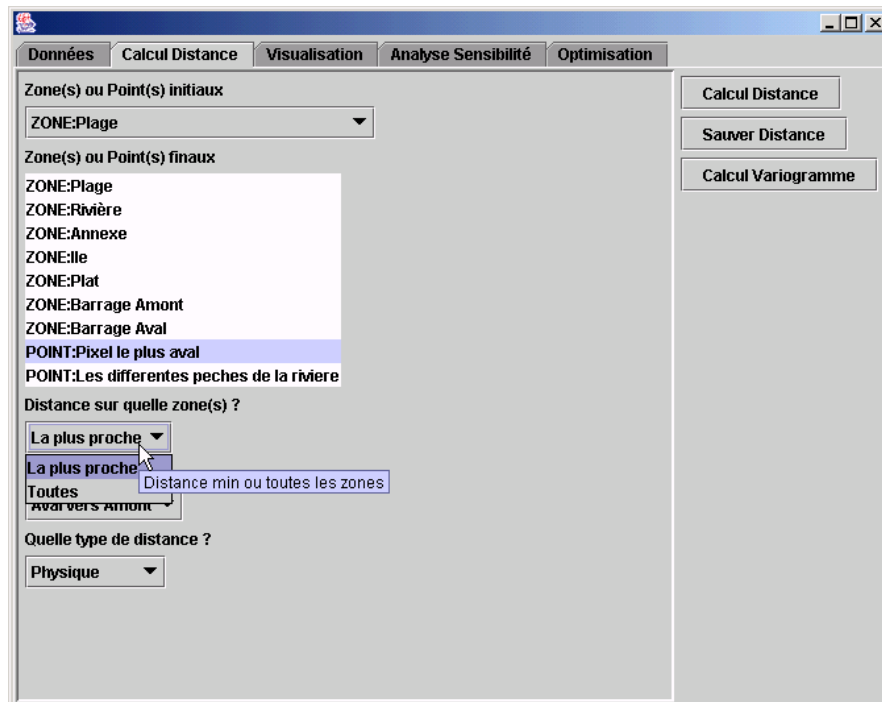 Données Calcul Distance Visualisation Analyse Sensibilité Optimisation
Zone(s) ou Point(s) initiaux
ZONE:Plage
Zone(s) ou Point(s) finaux
ZONE:Plage
ZONE:Rivière
ZONE:Annexe
ZONE:Ile
ZONE:Plat
ZONE:Barrage Amont
ZONE:Barrage Aval
POINT:Pixel le plus aval
POINT:Les differentes peches de la riviere
Distance sur quelle zone(s) ?
La plus proche
La plus proche
Distance min ou toutes les zones
Toutes
Aval vers Amont
Quelle type de distance ?
Physique
Calcul Distance
Sauver Distance
Calcul Variogramme